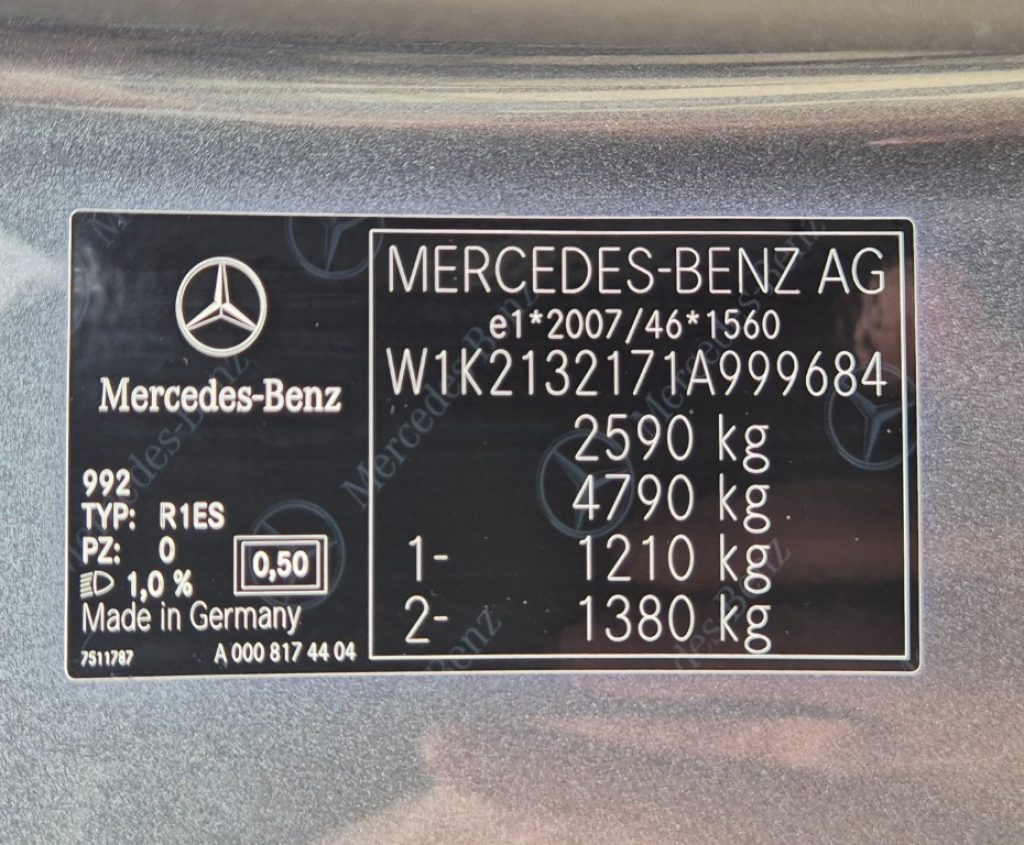 Mercedes-Benz
992
TYP: R1ES
PZ: 0
1,0 %
0,50
Made in Germany
7511787
A 000 817 44 04
MERCEDES-BENZ AG
e1*2007/46*1560
W1K2132171A999684
2590 kg
4790 kg
1- 1210 kg
2- 1380 kg